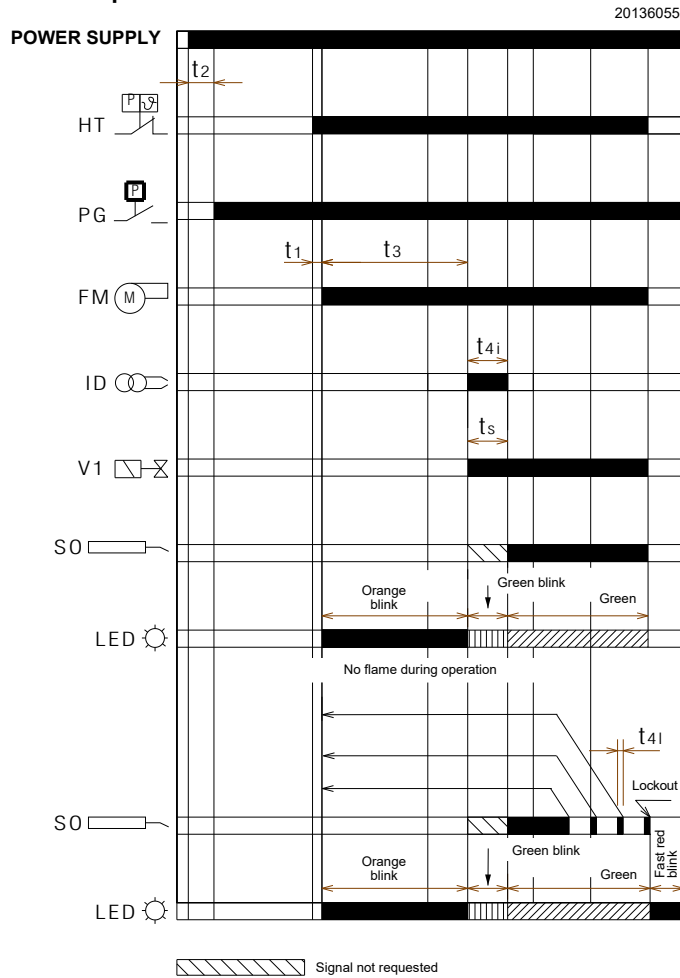 20136055
POWER SUPPLY
t2
P ϑ
HT
P
PG
t1 t3
FM M
t4i
ID
ts
V1
SO
Orange
blink
Green blink
Green
LED
No flame during operation
t4l
Lockout
SO
Orange
blink
Green blink
Green
Fast red
blink
LED
Signal not requested